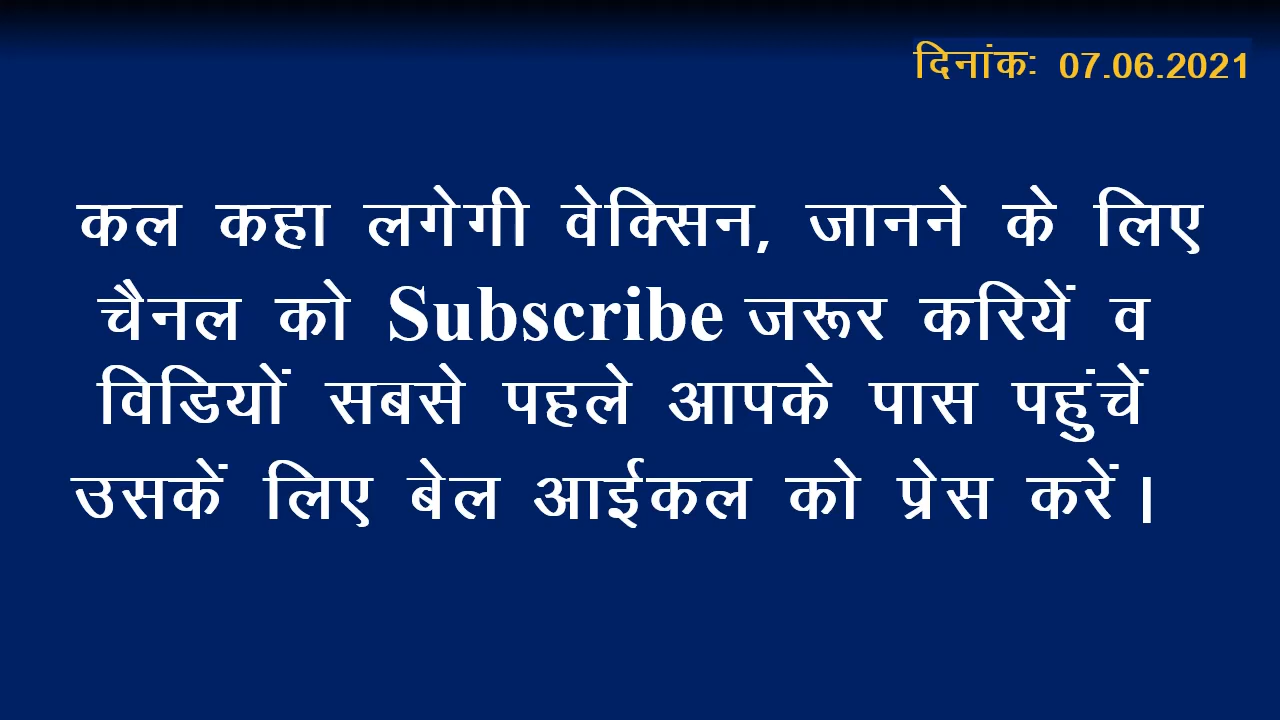 दिनांकः 07.06.2021
कल कहा लगेगी वेक्सिन, जानने के लिए
चैनल को Subscribe जरूर करियें व
विडियों सबसे पहले आपके पास पहुंचें
उसकें लिए बेल आईकल को प्रेस करें।